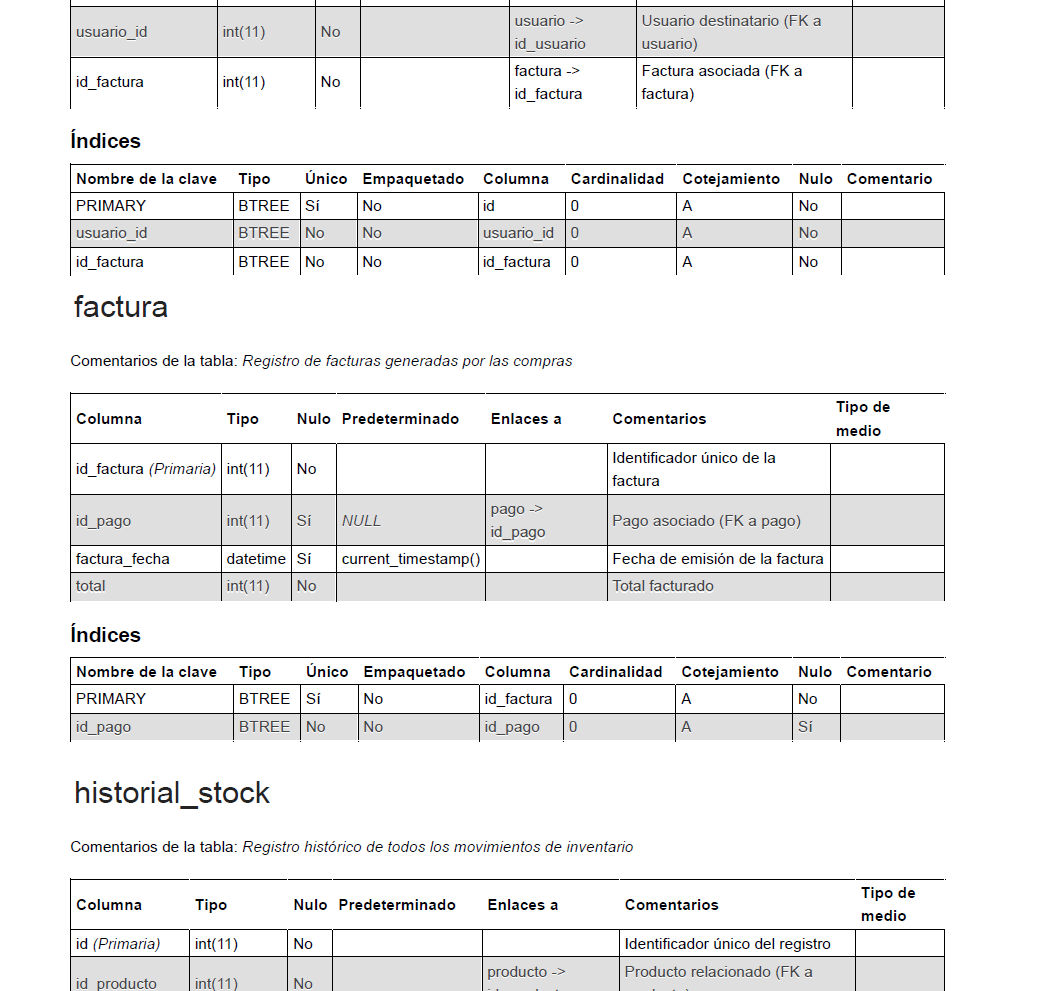 usuario_id int(11) No usuario -> id_usuario Usuario destinatario (FK a usuario)
id_factura int(11) No factura -> id_factura Factura asociada (FK a factura)
Índices
Nombre de la clave Tipo Único Empaquetado Columna Cardinalidad Cotejamiento Nulo Comentario
PRIMARY BTREE Sí No id 0 A No
usuario_id BTREE No No usuario_id 0 A No
id_factura BTREE No No id_factura 0 A No
factura
Comentarios de la tabla: Registro de facturas generadas por las compras
Columna Tipo Nulo Predeterminado Enlaces a Comentarios Tipo de medio
id_factura (Primaria) int(11) No Identificador único de la factura
id_pago int(11) Sí NULL pago -> id_pago Pago asociado (FK a pago)
factura_fecha datetime Sí current_timestamp() Fecha de emisión de la factura
total int(11) No Total facturado
Índices
Nombre de la clave Tipo Único Empaquetado Columna Cardinalidad Cotejamiento Nulo Comentario
PRIMARY BTREE Sí No id_factura 0 A No
id_pago BTREE No No id_pago 0 A Sí
historial_stock
Comentarios de la tabla: Registro histórico de todos los movimientos de inventario
Columna Tipo Nulo Predeterminado Enlaces a Comentarios Tipo de medio
id (Primaria) int(11) No Identificador único del registro
id_producto int(11) No producto -> Producto relacionado (FK a